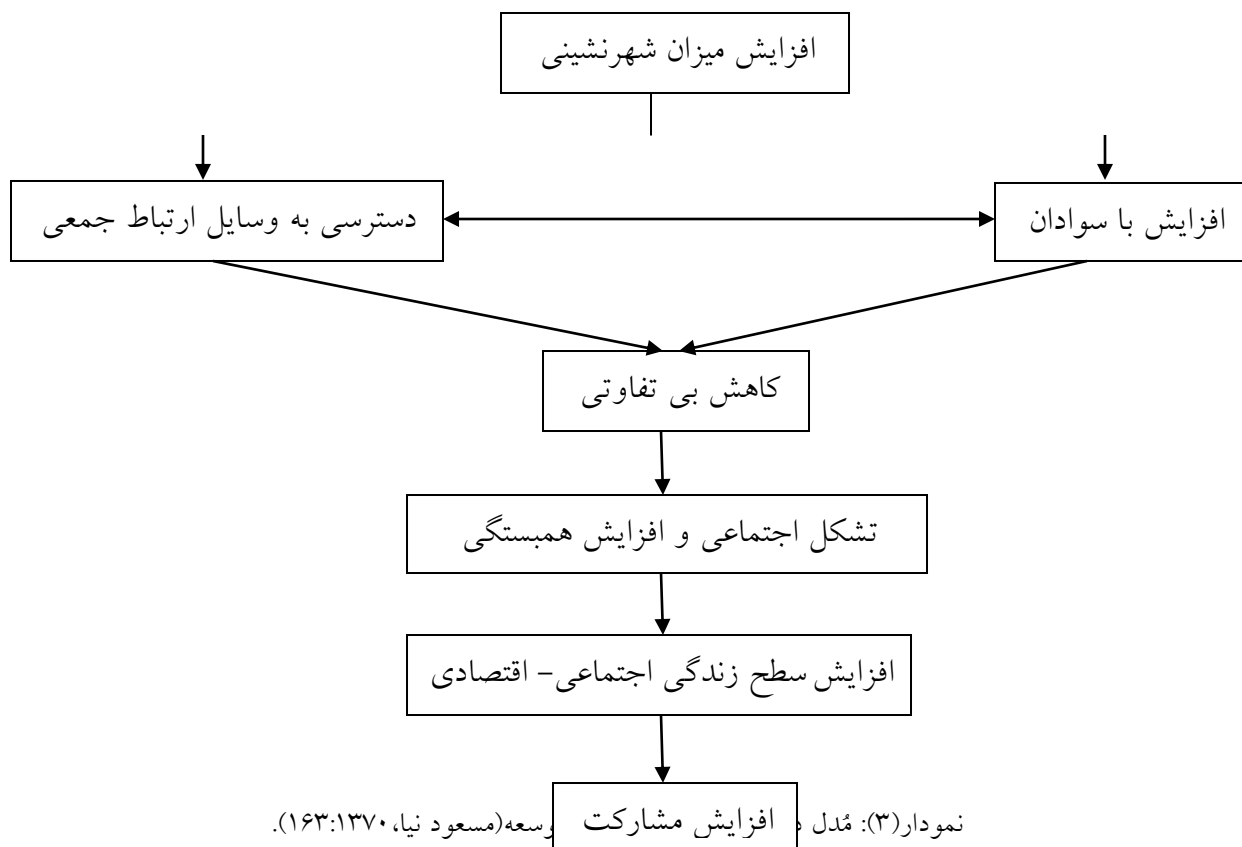 افزایش میزان شهرنشینی
افزایش با سوادان
دسترسی به وسایل ارتباط جمعی
کاهش بی تفاوتی
تشکل اجتماعی و افزایش همبستگی
افزایش سطح زندگی اجتماعی– اقتصادی
افزایش مشارکت
نمودار(۳): مُدل وسعه(مسعود نیا،۱۶۳:۱۳۷۰).